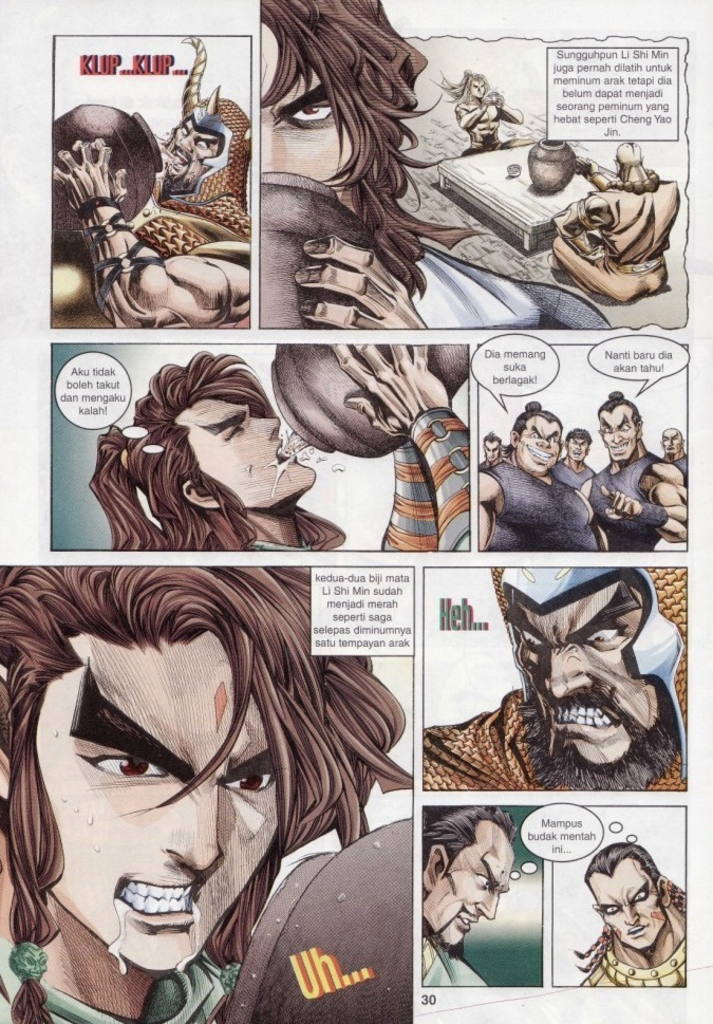 KLUP...KLUP...
Sungguhpun Li Shi Min
juga pernah dilatih untuk
meminum arak tetapi dia
belum dapat menjadi
seorang peminum yang
hebat seperti Cheng Yao
Jin.
Aku tidak
boleh takut
dan mengaku
kalah!
Dia memang
suka
berlagak!
Nanti baru dia
akan tahu!
kedua-dua biji mata
Li Shi Min sudah
menjadi merah
seperti saga
selepas diminumnya
satu tempayan arak
Heh...
Uh...
Mampus
budak mentah
ini...
30